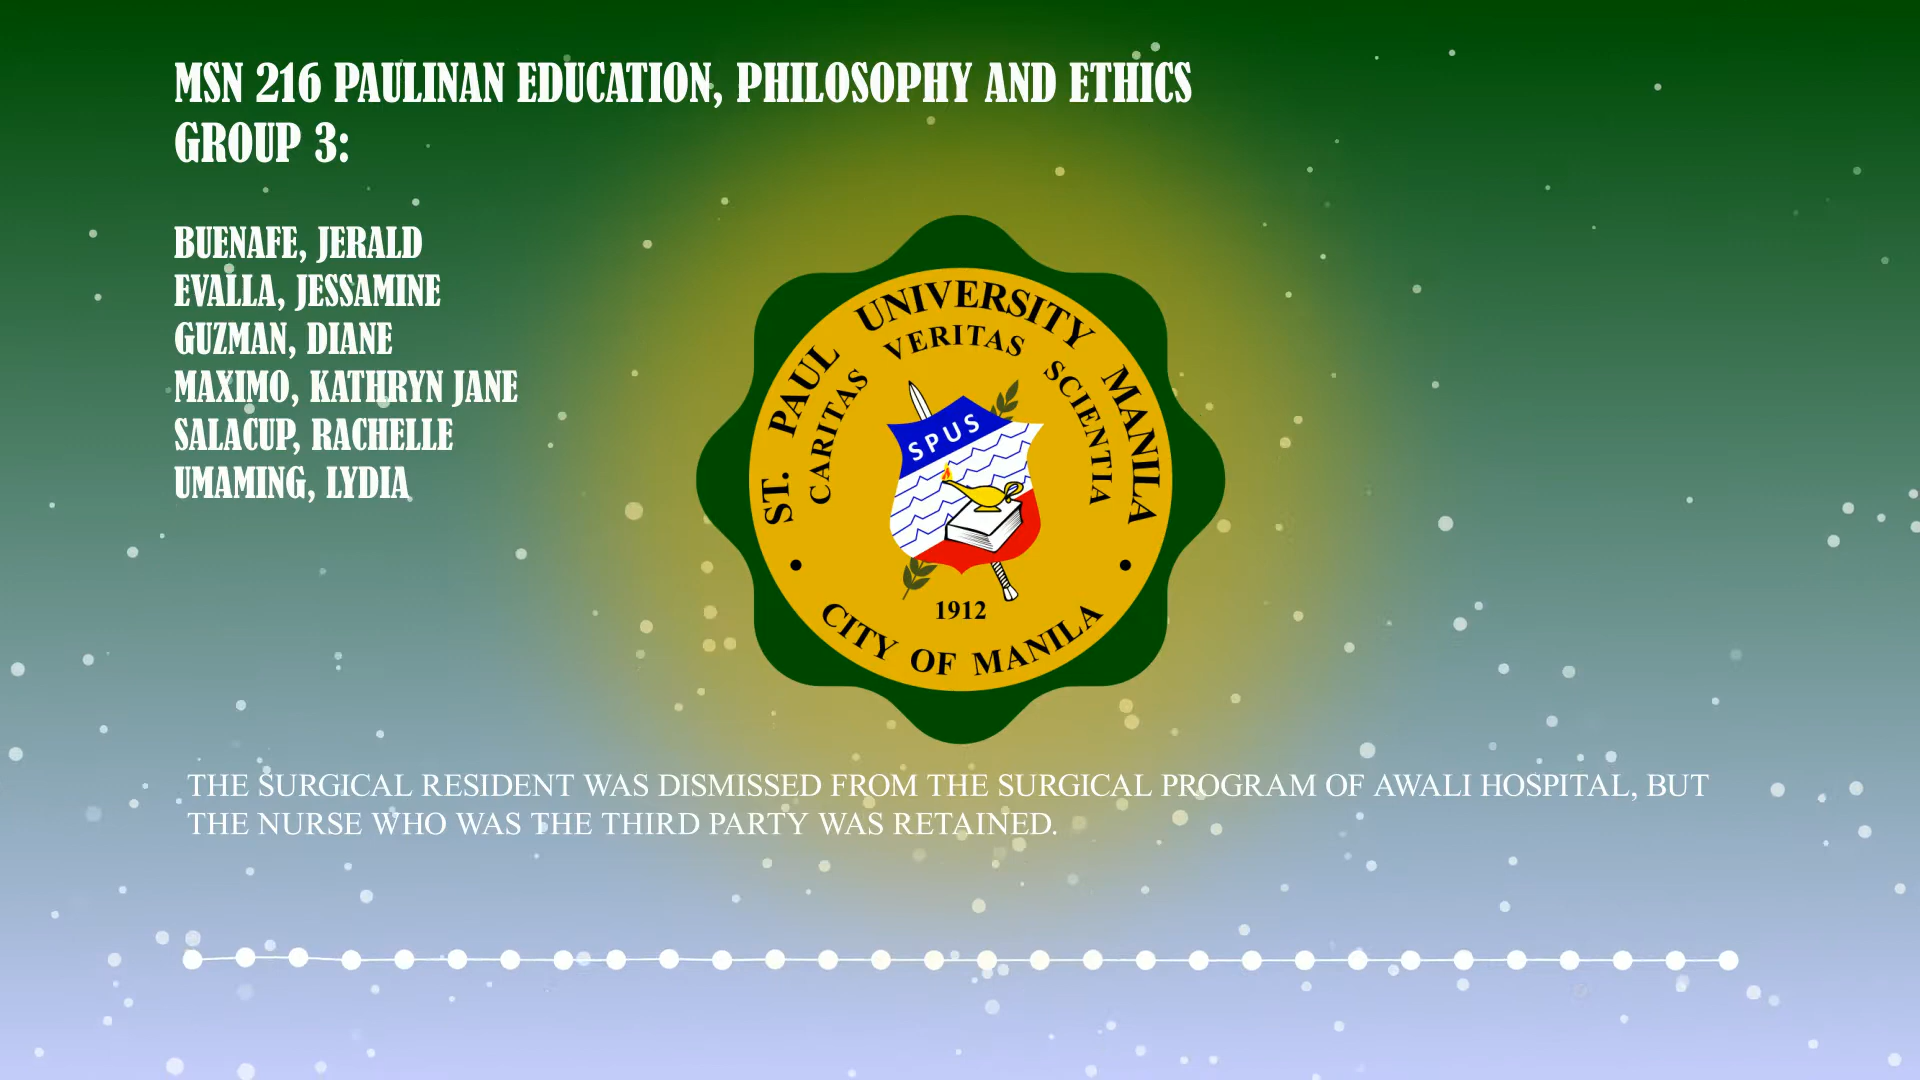 MSN 216 PAULINAN EDUCATION, PHILOSOPHY AND ETHICS
GROUP 3:
BUENAFE, JERALD
EVALLA, JESSAMINE
GUZMAN, DIANE
MAXIMO, KATHRYN JANE
SALACUP, RACHELLE
UMAMING, LYDIA
ST. PAUL UNIVERSITY MANILA
CARITAS VERITAS SCIENTIA
SPUS
1912
CITY OF MANILA
THE SURGICAL RESIDENT WAS DISMISSED FROM THE SURGICAL PROGRAM OF AWALI HOSPITAL, BUT
THE NURSE WHO WAS THE THIRD PARTY WAS RETAINED.